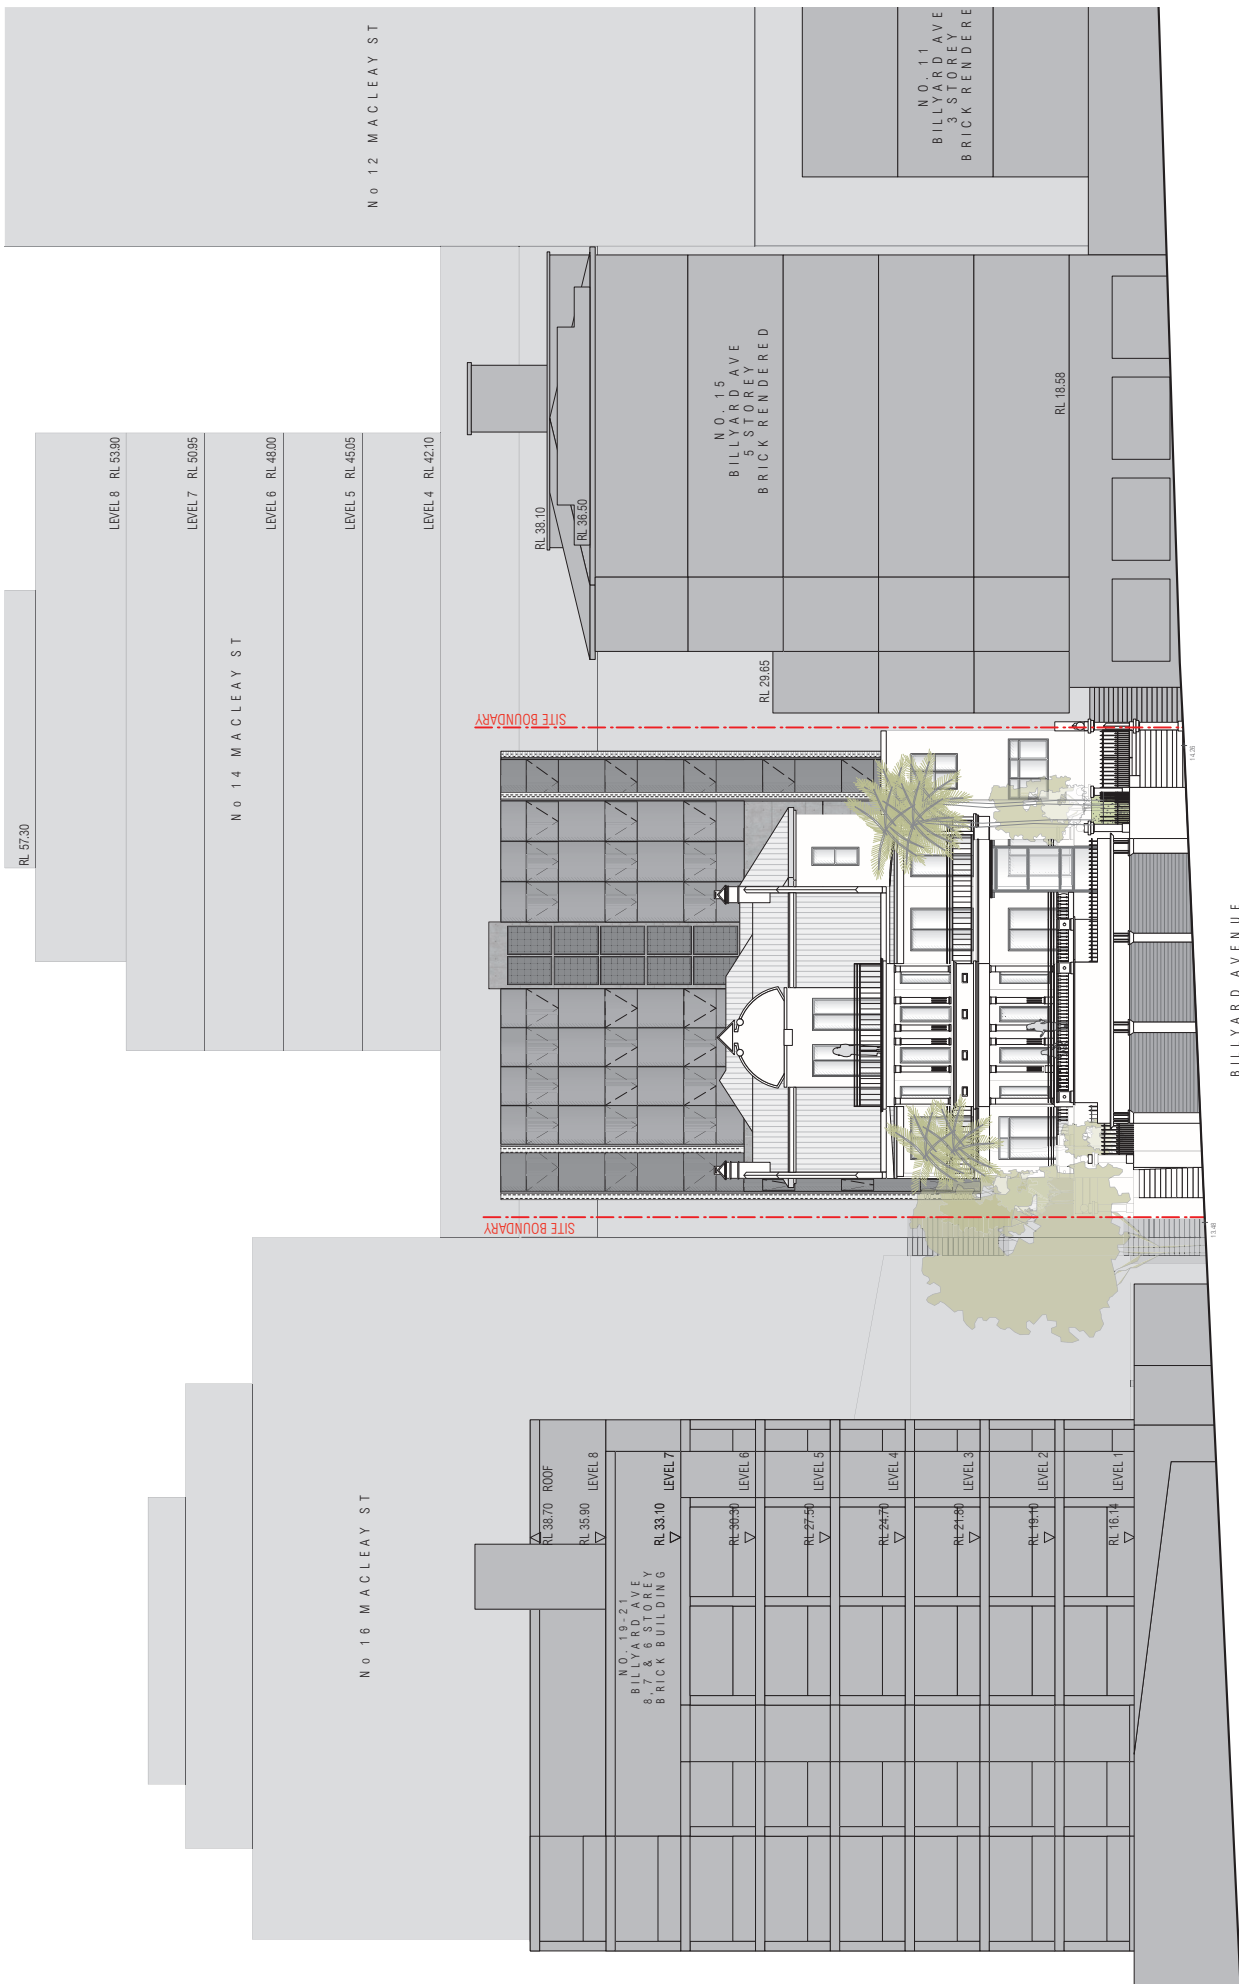 No 16 MACLEAY ST
RL 38.70 ROOF
RL 35.90 LEVEL 8
RL 33.10 LEVEL 7
RL 30.30 LEVEL 6
RL 27.50 LEVEL 5
RL 24.70 LEVEL 4
RL 21.80 LEVEL 3
RL 19.10 LEVEL 2
RL 16.14 LEVEL 1
NO. 19-21
BILLYARD AVE
8,7 & 6 STOREY
BRICK BUILDING
SITE BOUNDARY
13.48
RL 57.30
No 14 MACLEAY ST
LEVEL 8 RL 53.90
LEVEL 7 RL 50.95
LEVEL 6 RL 48.00
LEVEL 5 RL 45.05
LEVEL 4 RL 42.10
SITE BOUNDARY
14.26
BILLYARD AVENUE
RL 29.65
RL 38.10
RL 36.50
NO. 15
BILLYARD AVE
5 STOREY
BRICK RENDERED
RL 18.58
No 12 MACLEAY ST
NO. 11
BILLYARD AVE
3 STOREY
BRICK RENDERE